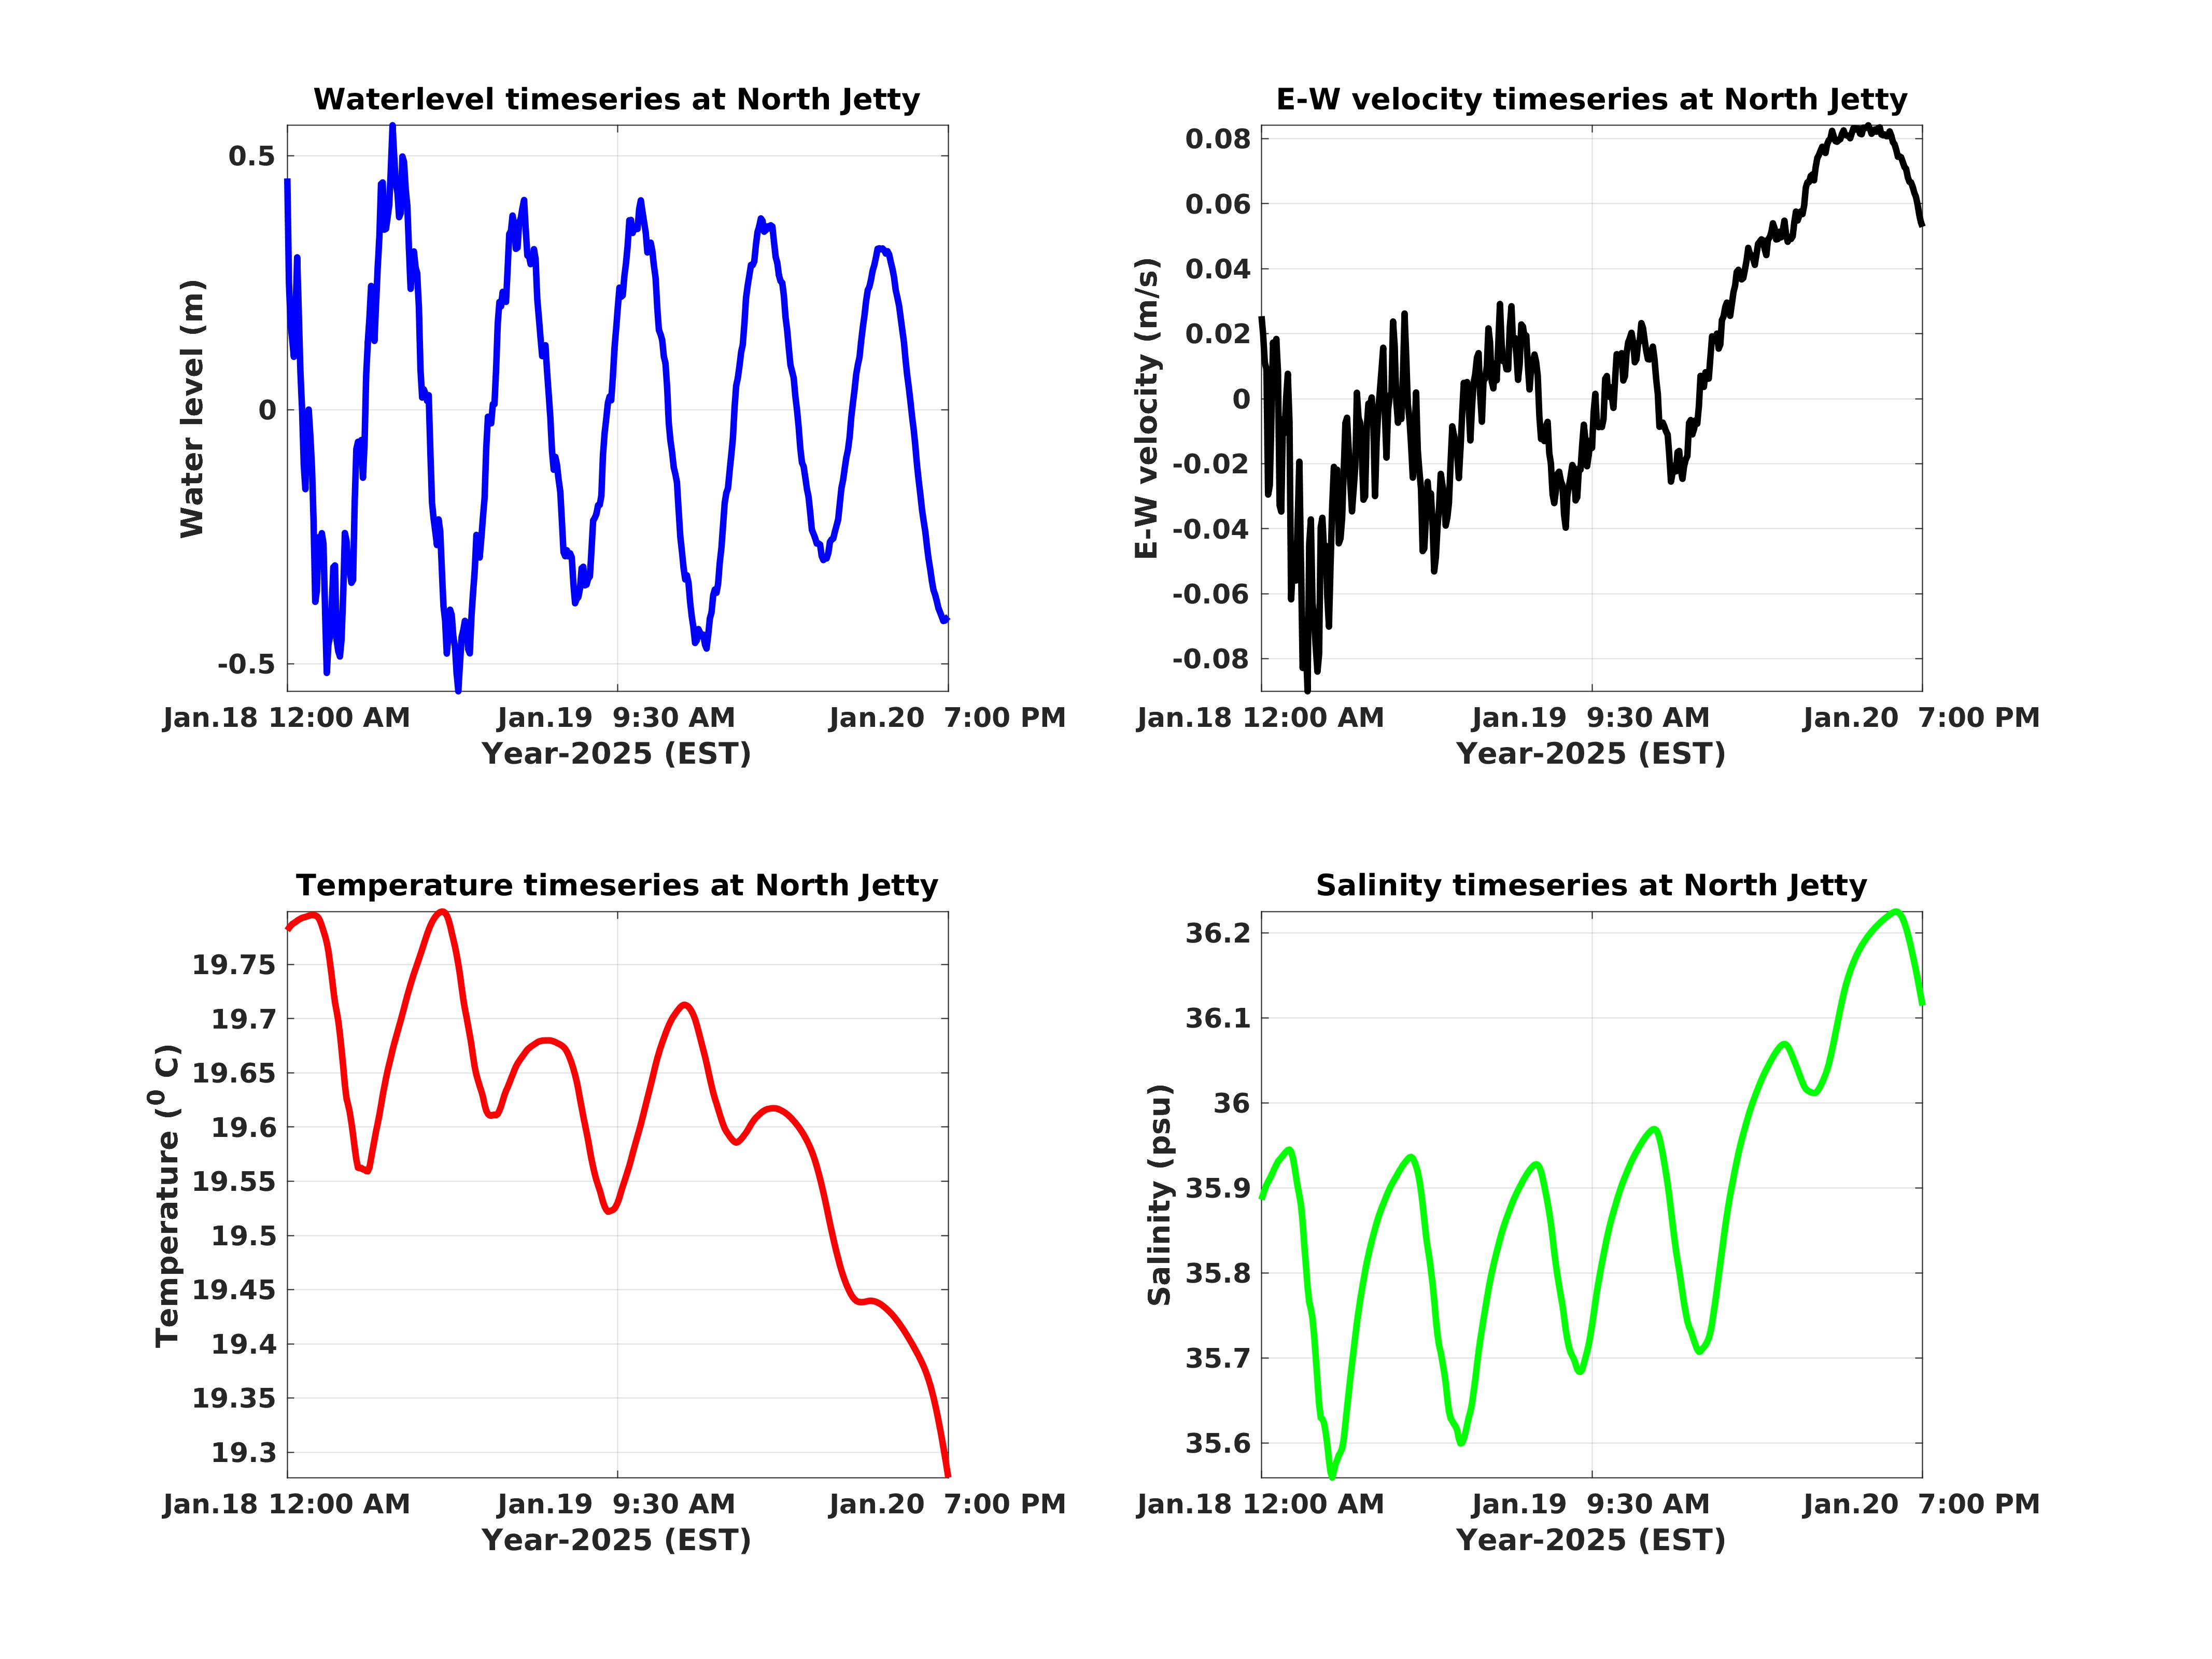 Waterlevel timeseries at North Jetty
Water level (m)
0.5
0
-0.5
Jan.18 12:00 AM Jan.19 9:30 AM Jan.20 7:00 PM
Year-2025 (EST)
E-W velocity timeseries at North Jetty
E-W velocity (m/s)
0.08
0.06
0.04
0.02
0
-0.02
-0.04
-0.06
-0.08
Jan.18 12:00 AM Jan.19 9:30 AM Jan.20 7:00 PM
Year-2025 (EST)
Temperature timeseries at North Jetty
Temperature (⁰ C)
19.75
19.7
19.65
19.6
19.55
19.5
19.45
19.4
19.35
19.3
Jan.18 12:00 AM Jan.19 9:30 AM Jan.20 7:00 PM
Year-2025 (EST)
Salinity timeseries at North Jetty
Salinity (psu)
36.2
36.1
36
35.9
35.8
35.7
35.6
Jan.18 12:00 AM Jan.19 9:30 AM Jan.20 7:00 PM
Year-2025 (EST)